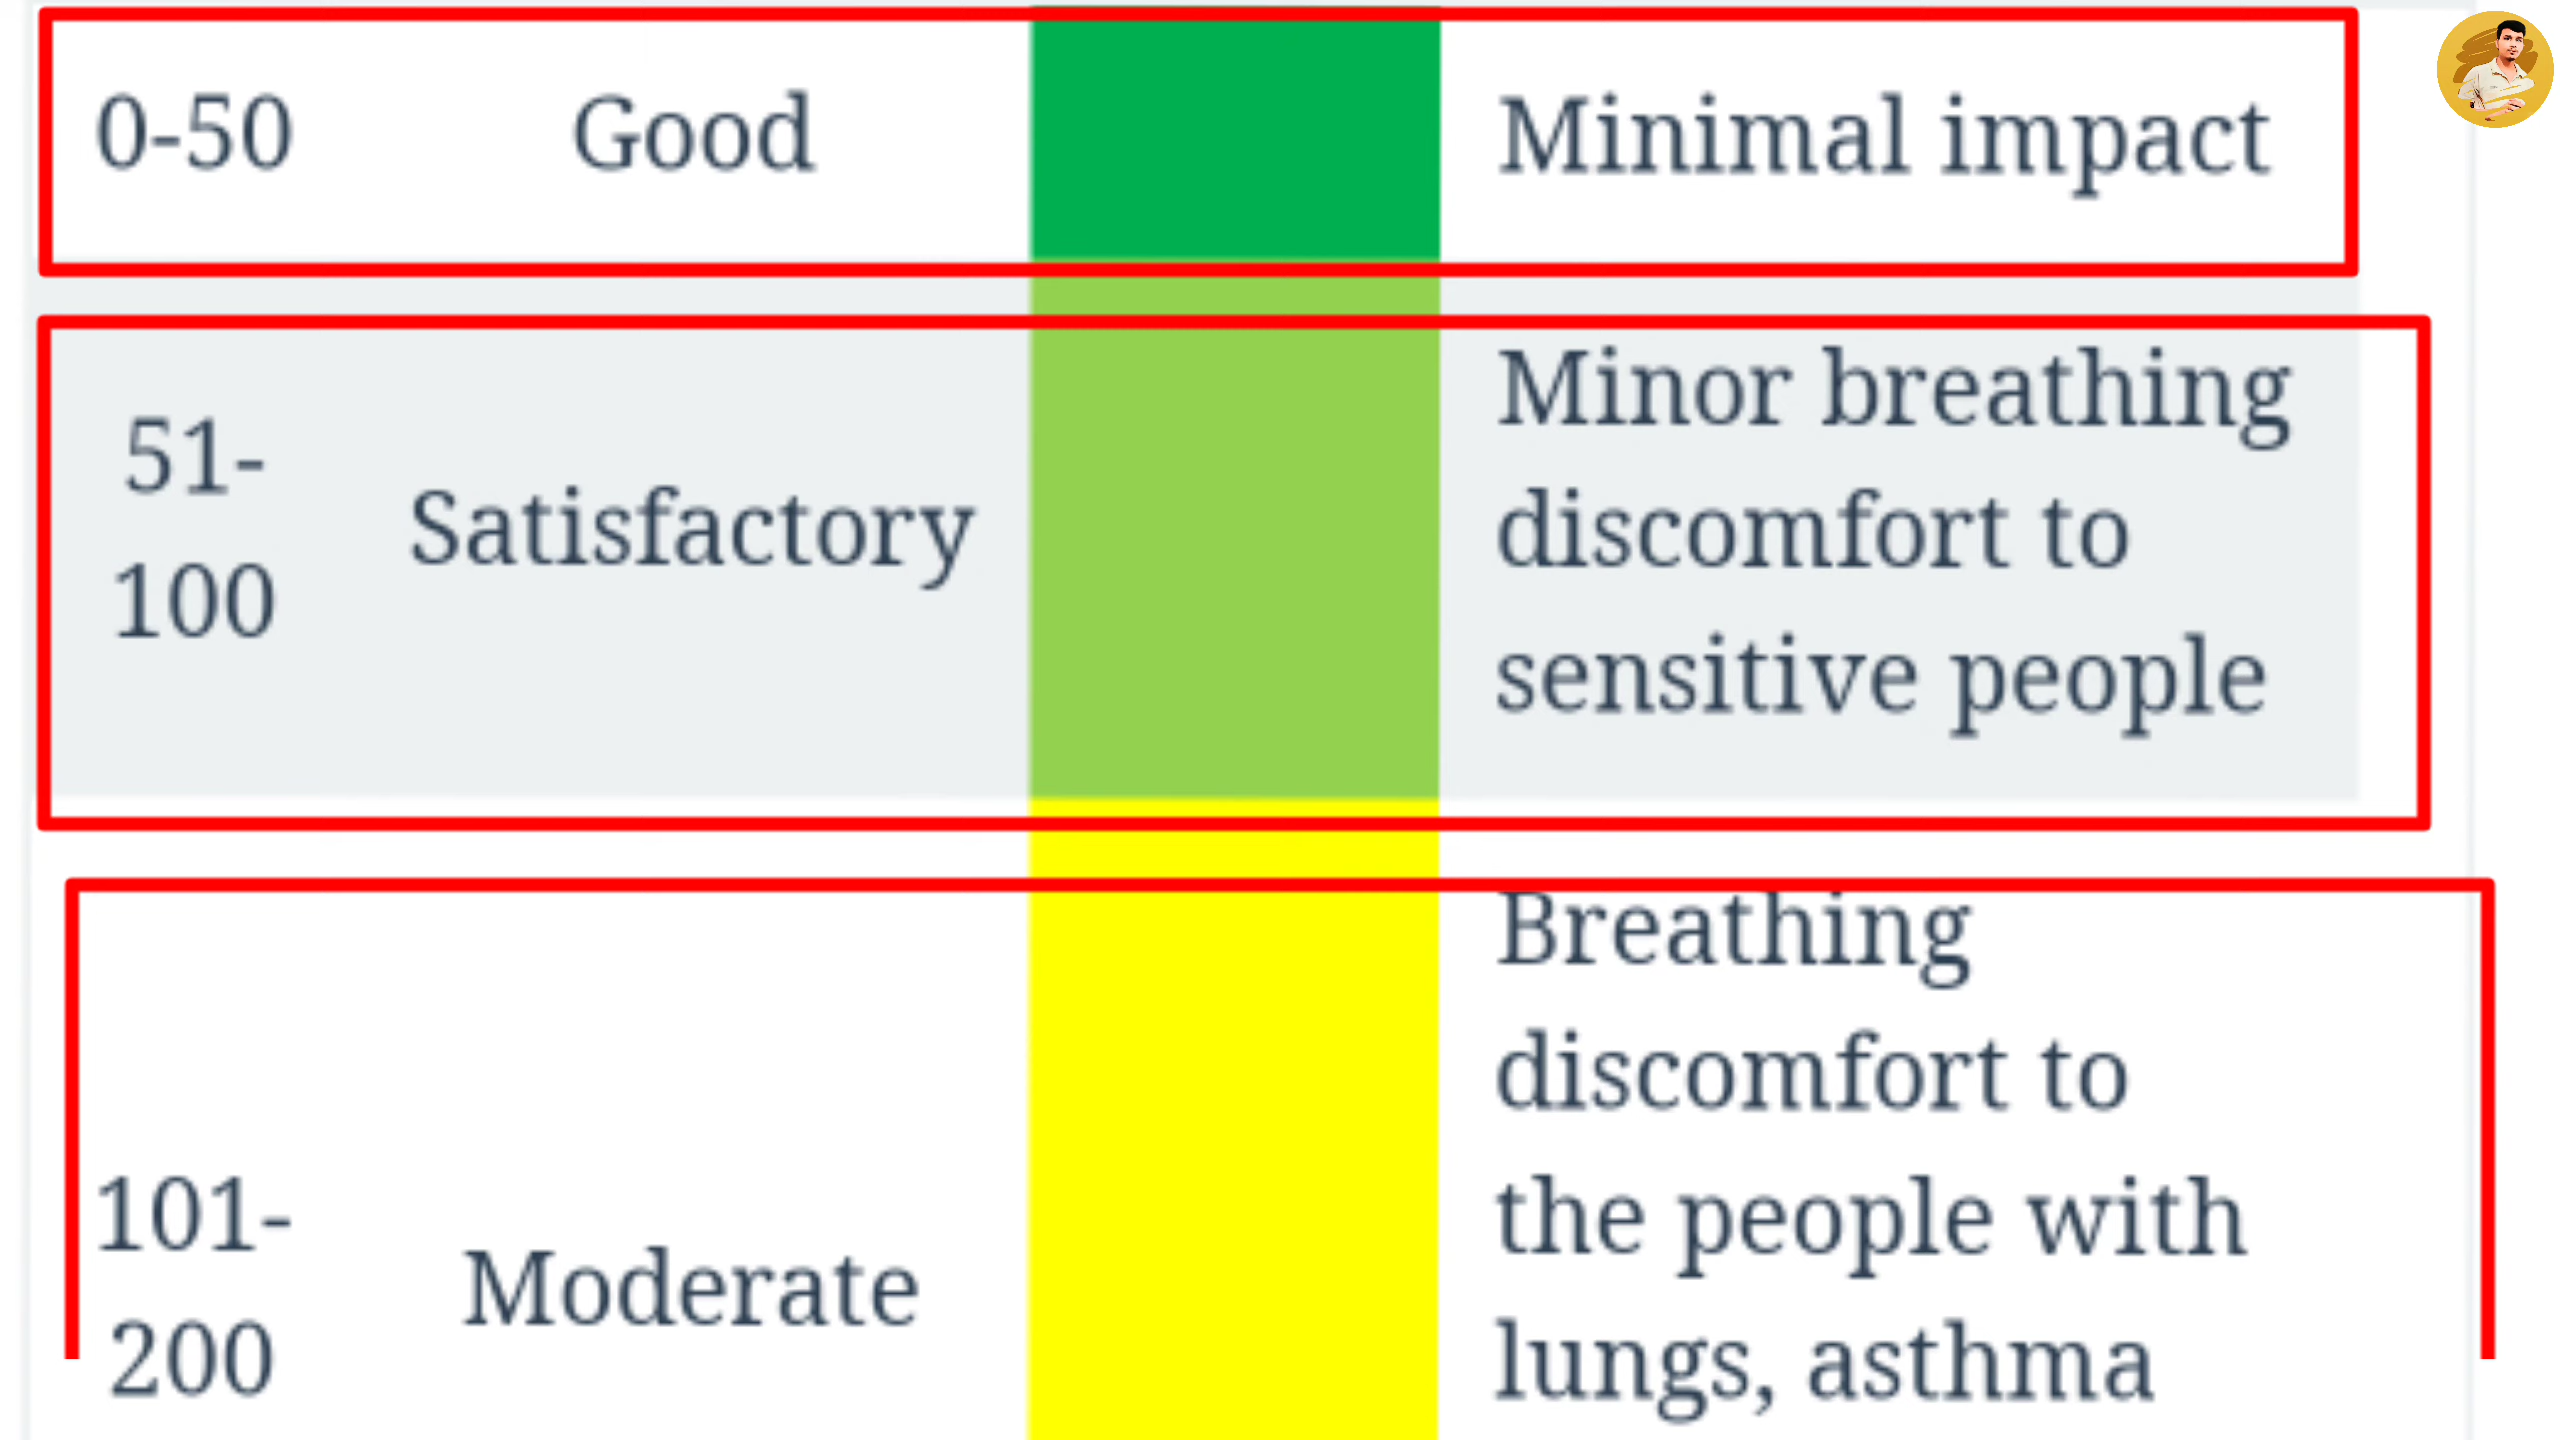 0-50 Good Minimal impact
Minor breathing
51-
Satisfactory discomfort to
100
sensitive people
Breathing
discomfort to
101- the people with
Moderate
200 lungs, asthma